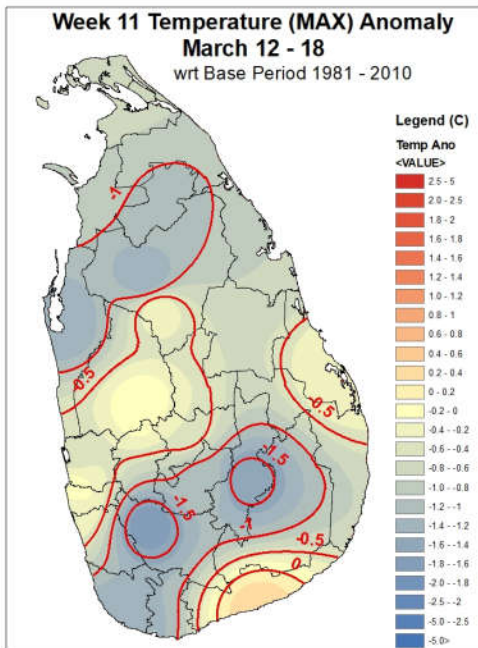 Week 11 Temperature (MAX) Anomaly
March 12 - 18
wrt Base Period 1981 - 2010
Legend (C)
Temp Ano
<VALUE>
2.5 - 5
2.0 - 2.5
1.8 - 2
1.6 - 1.8
1.4 - 1.6
1.2 - 1.4
1.0 - 1.2
0.8 - 1
0.6 - 0.8
0.4 - 0.6
0.2 - 0.4
0 - 0.2
-0.2 - 0
-0.4 - -0.2
-0.6 - -0.4
-0.8 - -0.6
-1.0 - -0.8
-1.2 - -1
-1.4 - -1.2
-1.6 - -1.4
-1.8 - -1.6
-2.0 - -1.8
-2.5 - -2
-5.0 - -2.5
-5.0>
-1
-0.5
-0.5
-1.5
-1.5
-1
-0.5
0